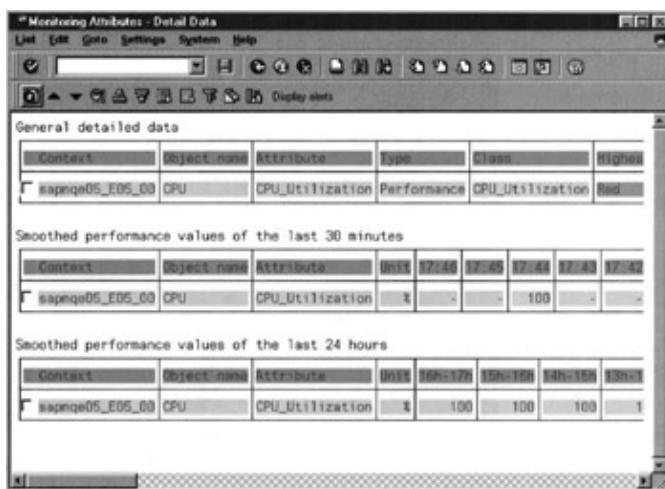 Monitoring Attributes - Detail Data
List Edit Goto Settings System Help
Display alerts
General detailed data
Context Object name Attribute Type Class Highes
sapmqe05_E05_00 CPU CPU_Utilization Performance CPU_Utilization Red
Smoothed performance values of the last 30 minutes
Context Object name Attribute Unit 17:46 17:45 17:44 17:43 17:42
sapmqe05_E05_00 CPU CPU_Utilization % - - 100 - -
Smoothed performance values of the last 24 hours
Context Object name Attribute Unit 16h-17h 15h-16h 14h-15h 13h-1
sapmqe05_E05_00 CPU CPU_Utilization % 100 100 100 1